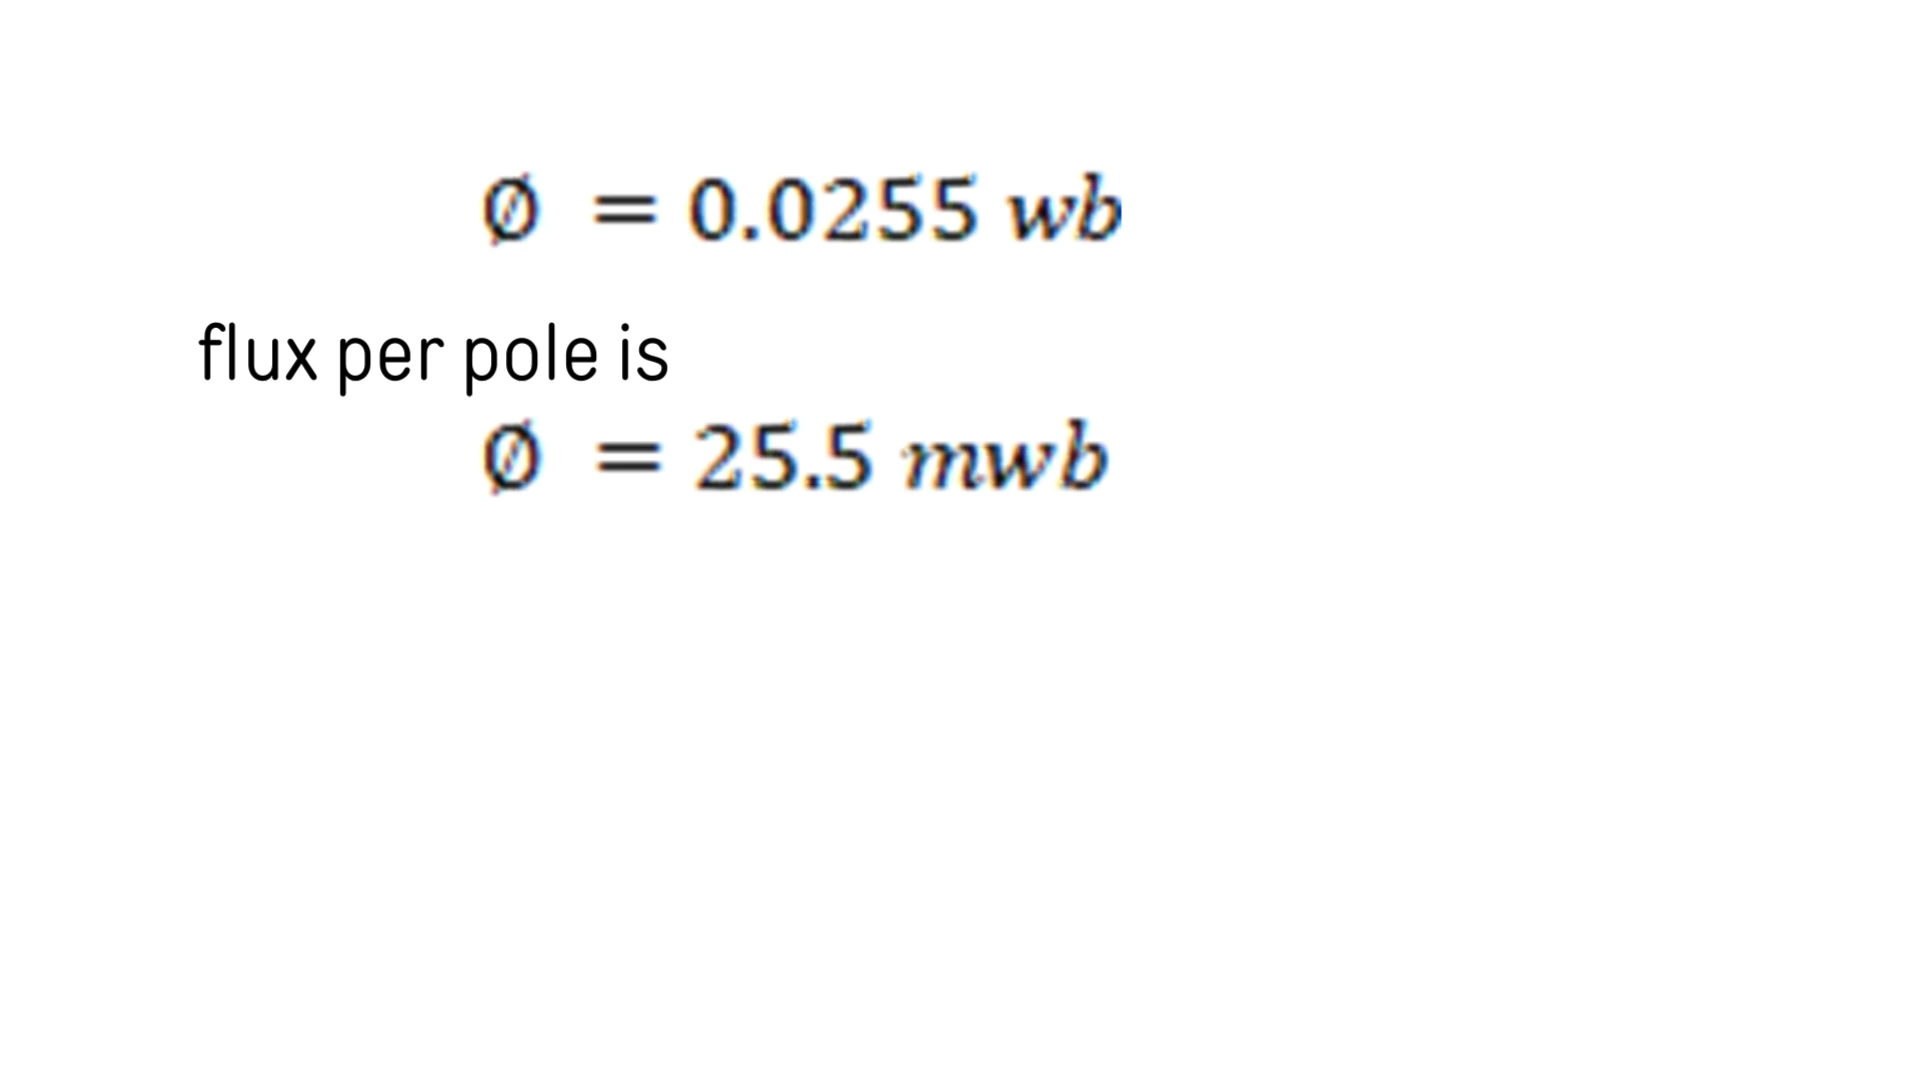 ∅ = 0.0255 wb
flux per pole is
∅ = 25.5 mwb